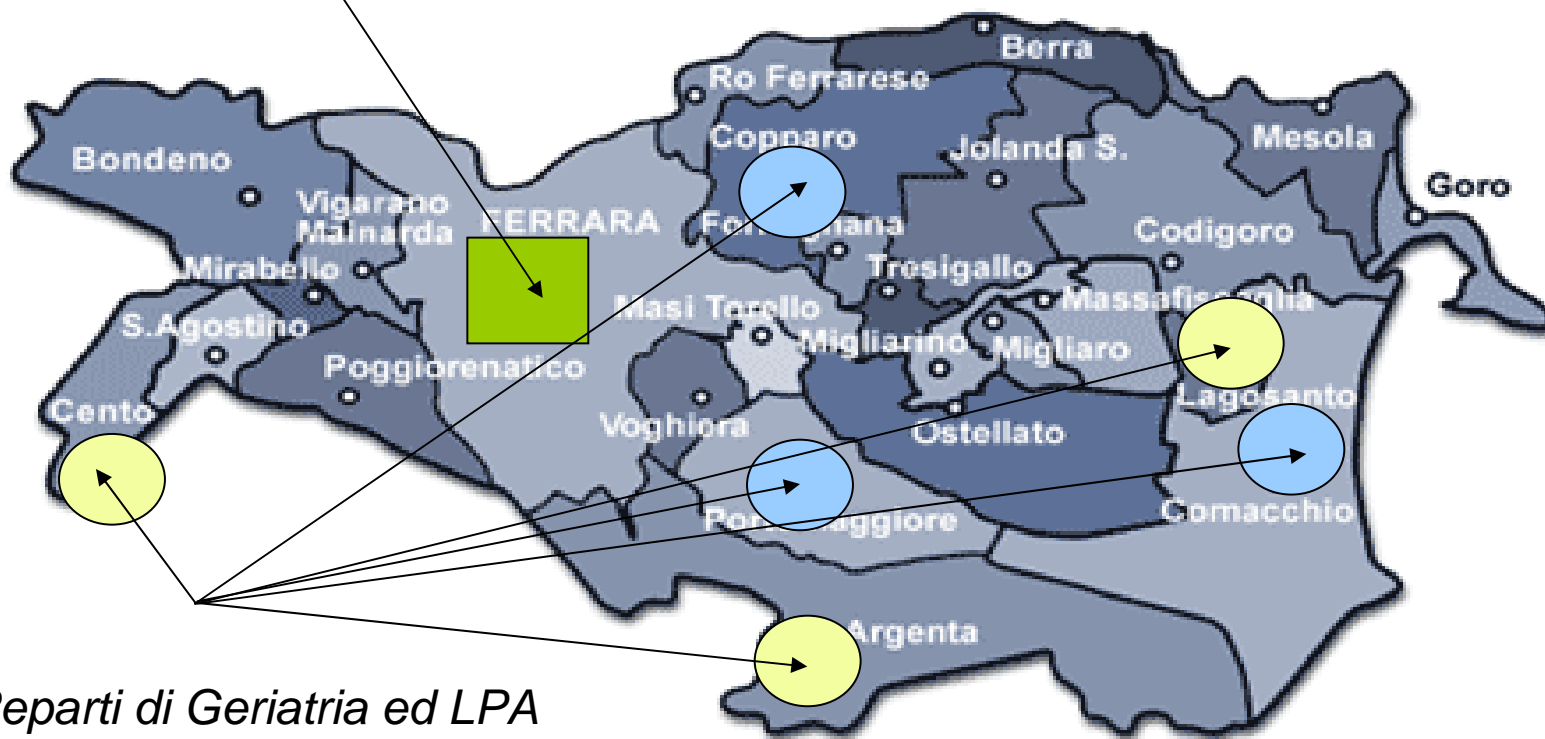 Berra
Ro Ferrarese
Copparo
Mesola
Jolanda S.
Bondeno
Goro
Vigarano
Mainarda
FERRARA
Codigoro
Mirabello
Tresigallo
Massafiscaglia
Masi Torello
S.Agostino
Migliarino
Migliaro
Poggiorenatico
Lagosanto
Cento
Voghiera
Ostellato
Comacchio
Argenta
Reparti di Geriatria ed LPA